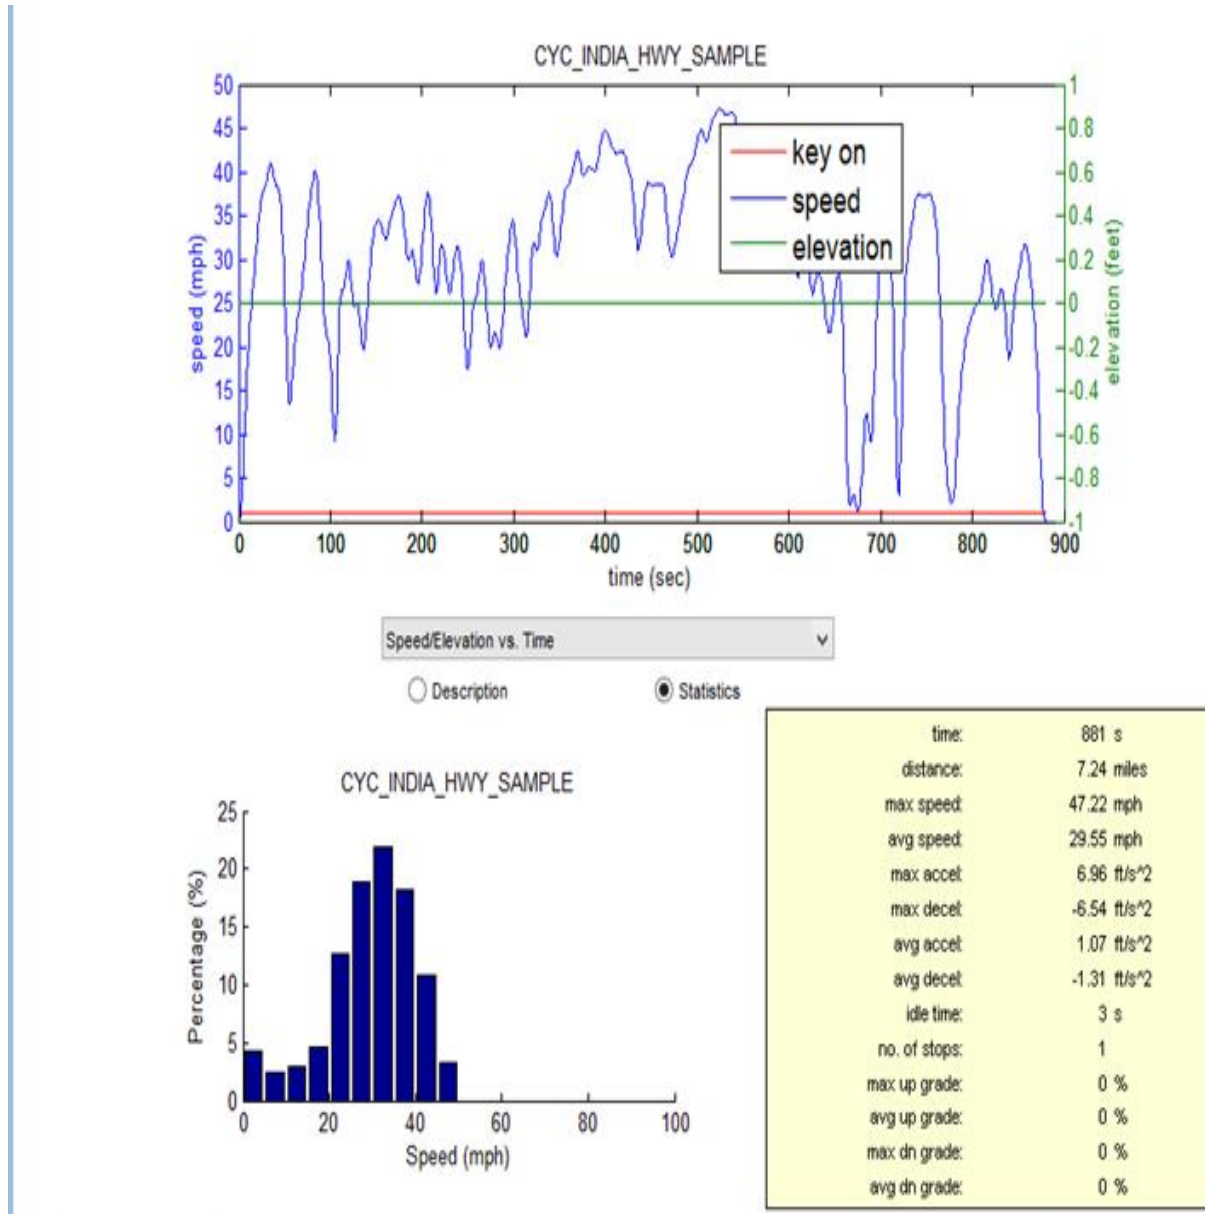 CYC_INDIA_HWY_SAMPLE
50
45
40
35
30
25
20
15
10
5
0
speed (mph)
key on
speed
elevation
1
0.8
0.6
0.4
0.2
0
-0.2
-0.4
-0.6
-0.8
-1
elevation (feet)
0 100 200 300 400 500 600 700 800 900
time (sec)
Speed/Elevation vs. Time
Description Statistics
CYC_INDIA_HWY_SAMPLE
25
20
15
10
5
0
Percentage (%)
0 20 40 60 80 100
Speed (mph)
time: 881 s
distance: 7.24 miles
max speed: 47.22 mph
avg speed: 29.55 mph
max accel: 6.96 ft/s^2
max decel: -6.54 ft/s^2
avg accel: 1.07 ft/s^2
avg decel: -1.31 ft/s^2
idle time: 3 s
no. of stops: 1
max up grade: 0 %
avg up grade: 0 %
max dn grade: 0 %
avg dn grade: 0 %